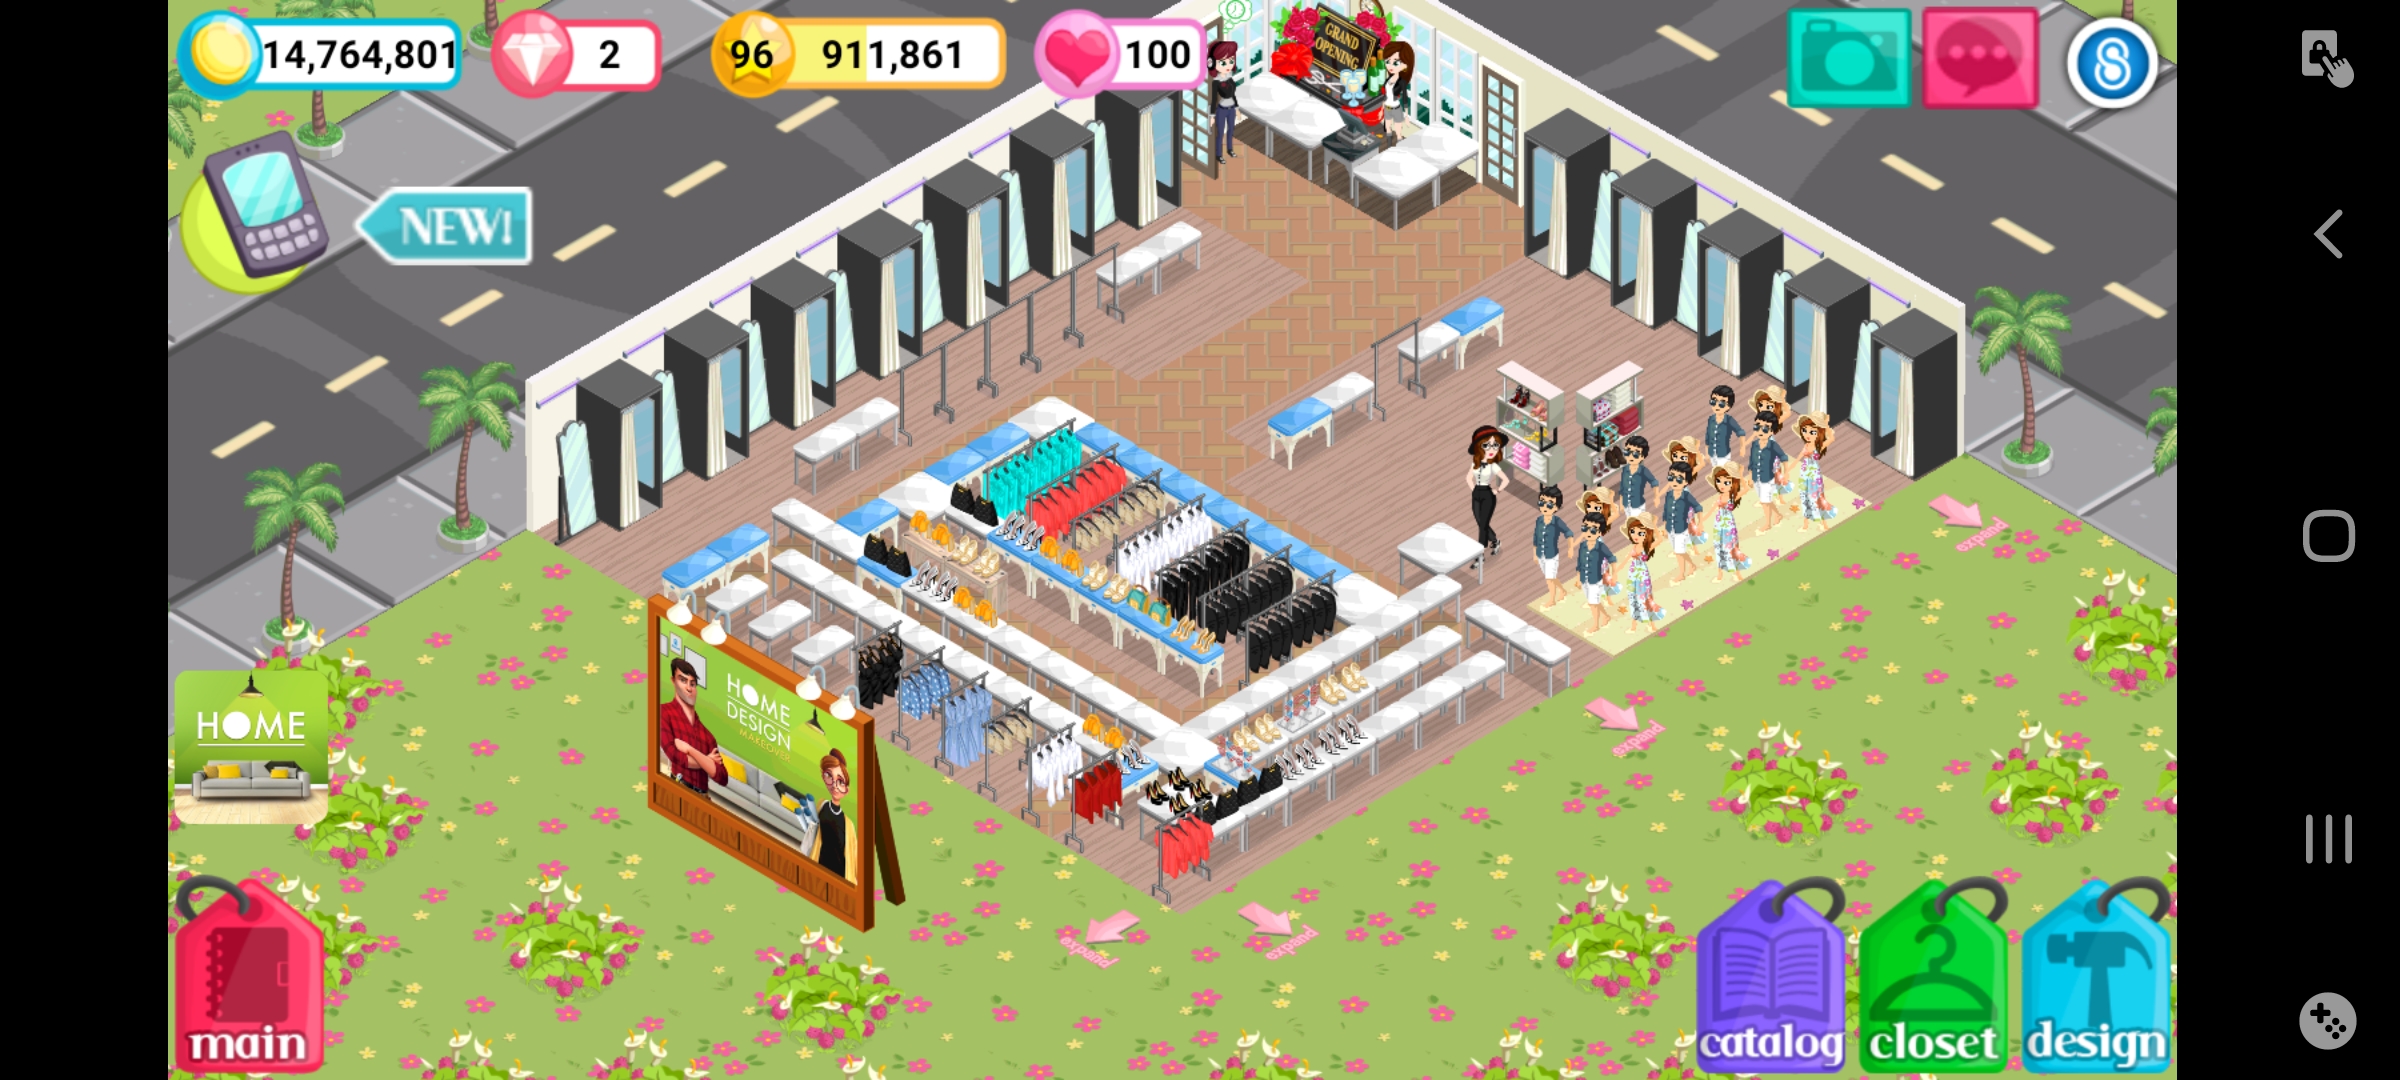 14,764,801
2
96
911,861
100
GRAND
OPENING
NEW!
HOME
DESIGN
MAKEOVER
HOME
expand
expand
expand
expand
main
catalog
closet
design